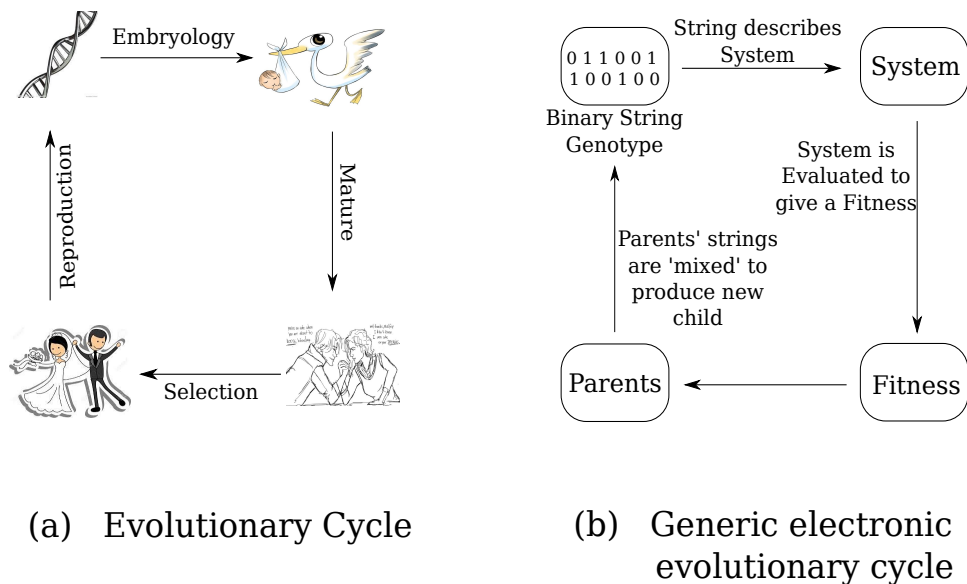 Embryology
Mature
Selection
Reproduction
(a) Evolutionary Cycle
0 1 1 0 0 1
1 0 0 1 0 0
Binary String
Genotype
String describes
System
System
System is
Evaluated to
give a Fitness
Fitness
Parents
Parents' strings
are 'mixed' to
produce new
child
(b) Generic electronic
evolutionary cycle